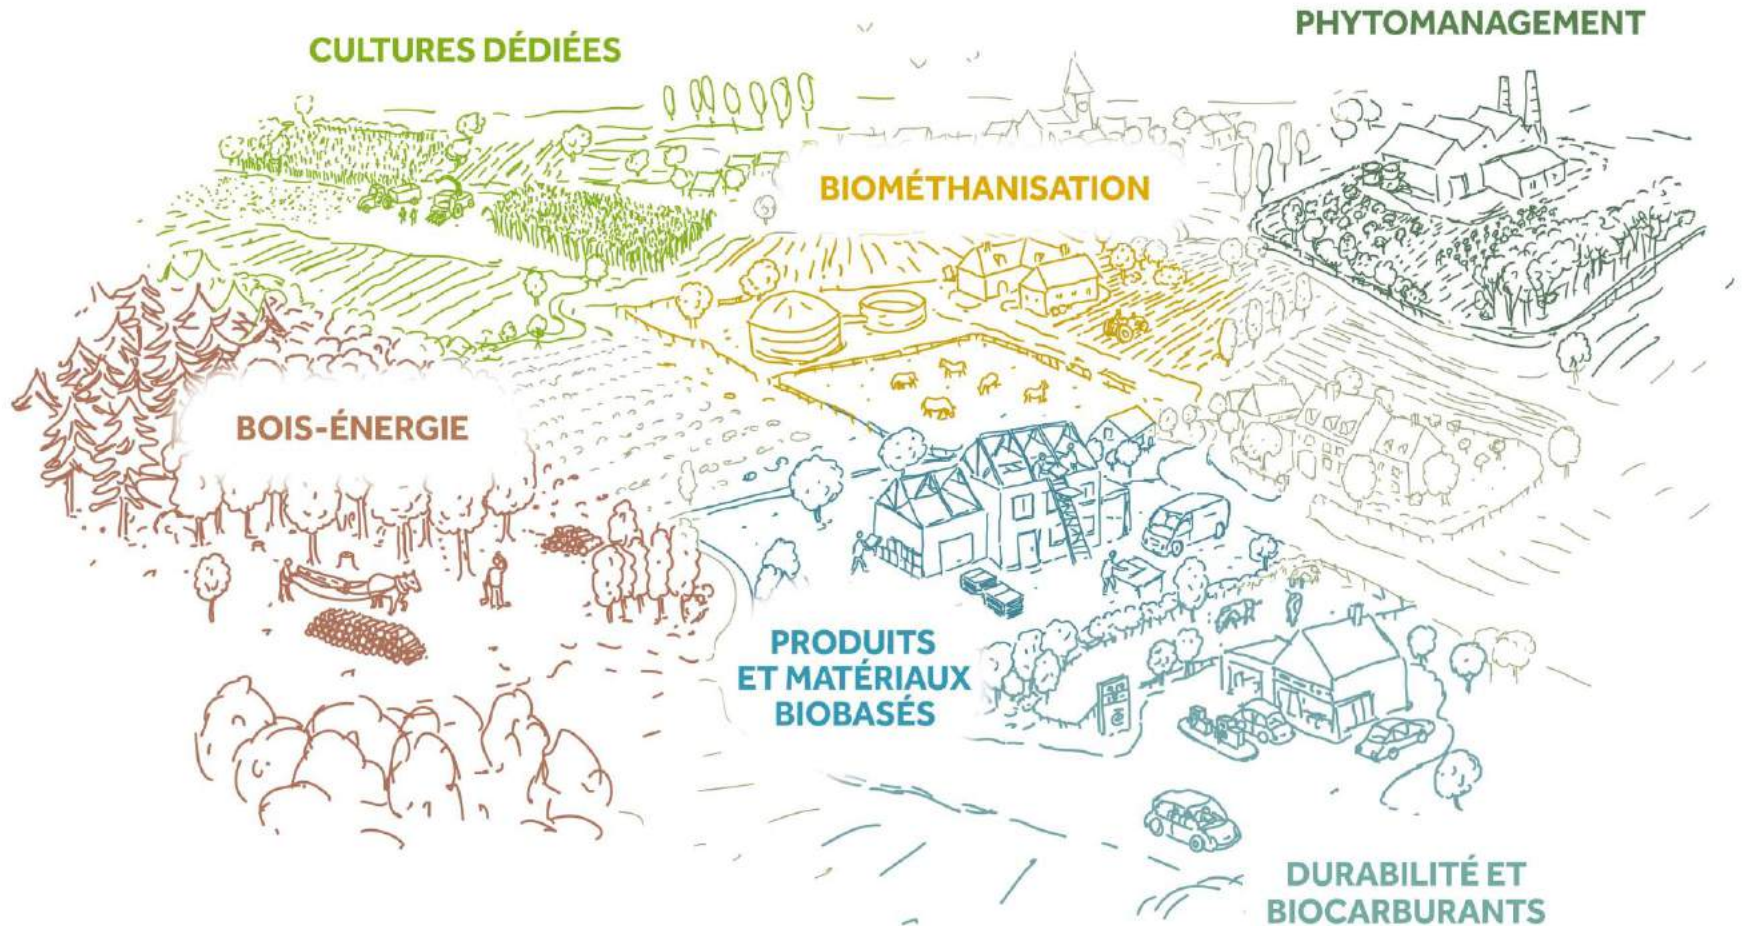 PHYTOMANAGEMENT
CULTURES DÉDIÉES
BIOMÉTHANISATION
BOIS-ÉNERGIE
PRODUITS
ET MATÉRIAUX
BIOBASÉS
DURABILITÉ ET
BIOCARBURANTS